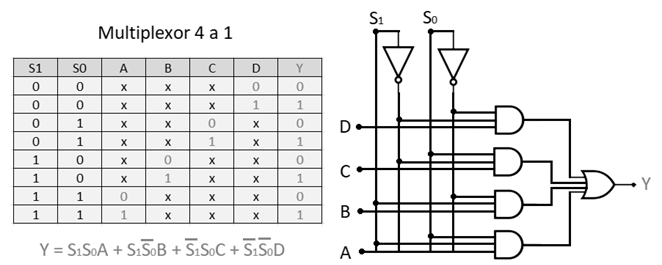 Multiplexor 4 a 1
S1 S0 A B C D Y
0 0 x x x 0 0
0 0 x x x 1 1
0 1 x x 0 x 0
0 1 x x 1 x 1
1 0 x 0 x x 0
1 0 x 1 x x 1
1 1 0 x x x 0
1 1 1 x x x 1
Y = S₁S₀A + S₁S̅₀B + S̅₁S₀C + S̅₁S̅₀D
S₁ S₀
D
C
B
A
Y